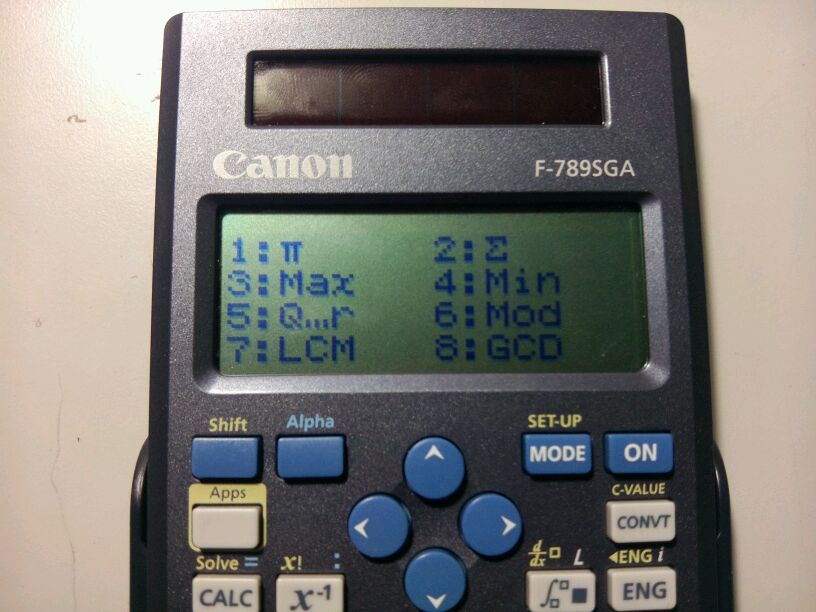 Canon F-789SGA
1:π 2:Σ
3:Max 4:Min
5:Q...r 6:Mod
7:LCM 8:GCD
Shift Alpha SET-UP
MODE ON
Apps C-VALUE
CONVT
Solve = x! : d/dx□ L ◀ENG i
CALC x⁻¹ ∫□□■ ENG